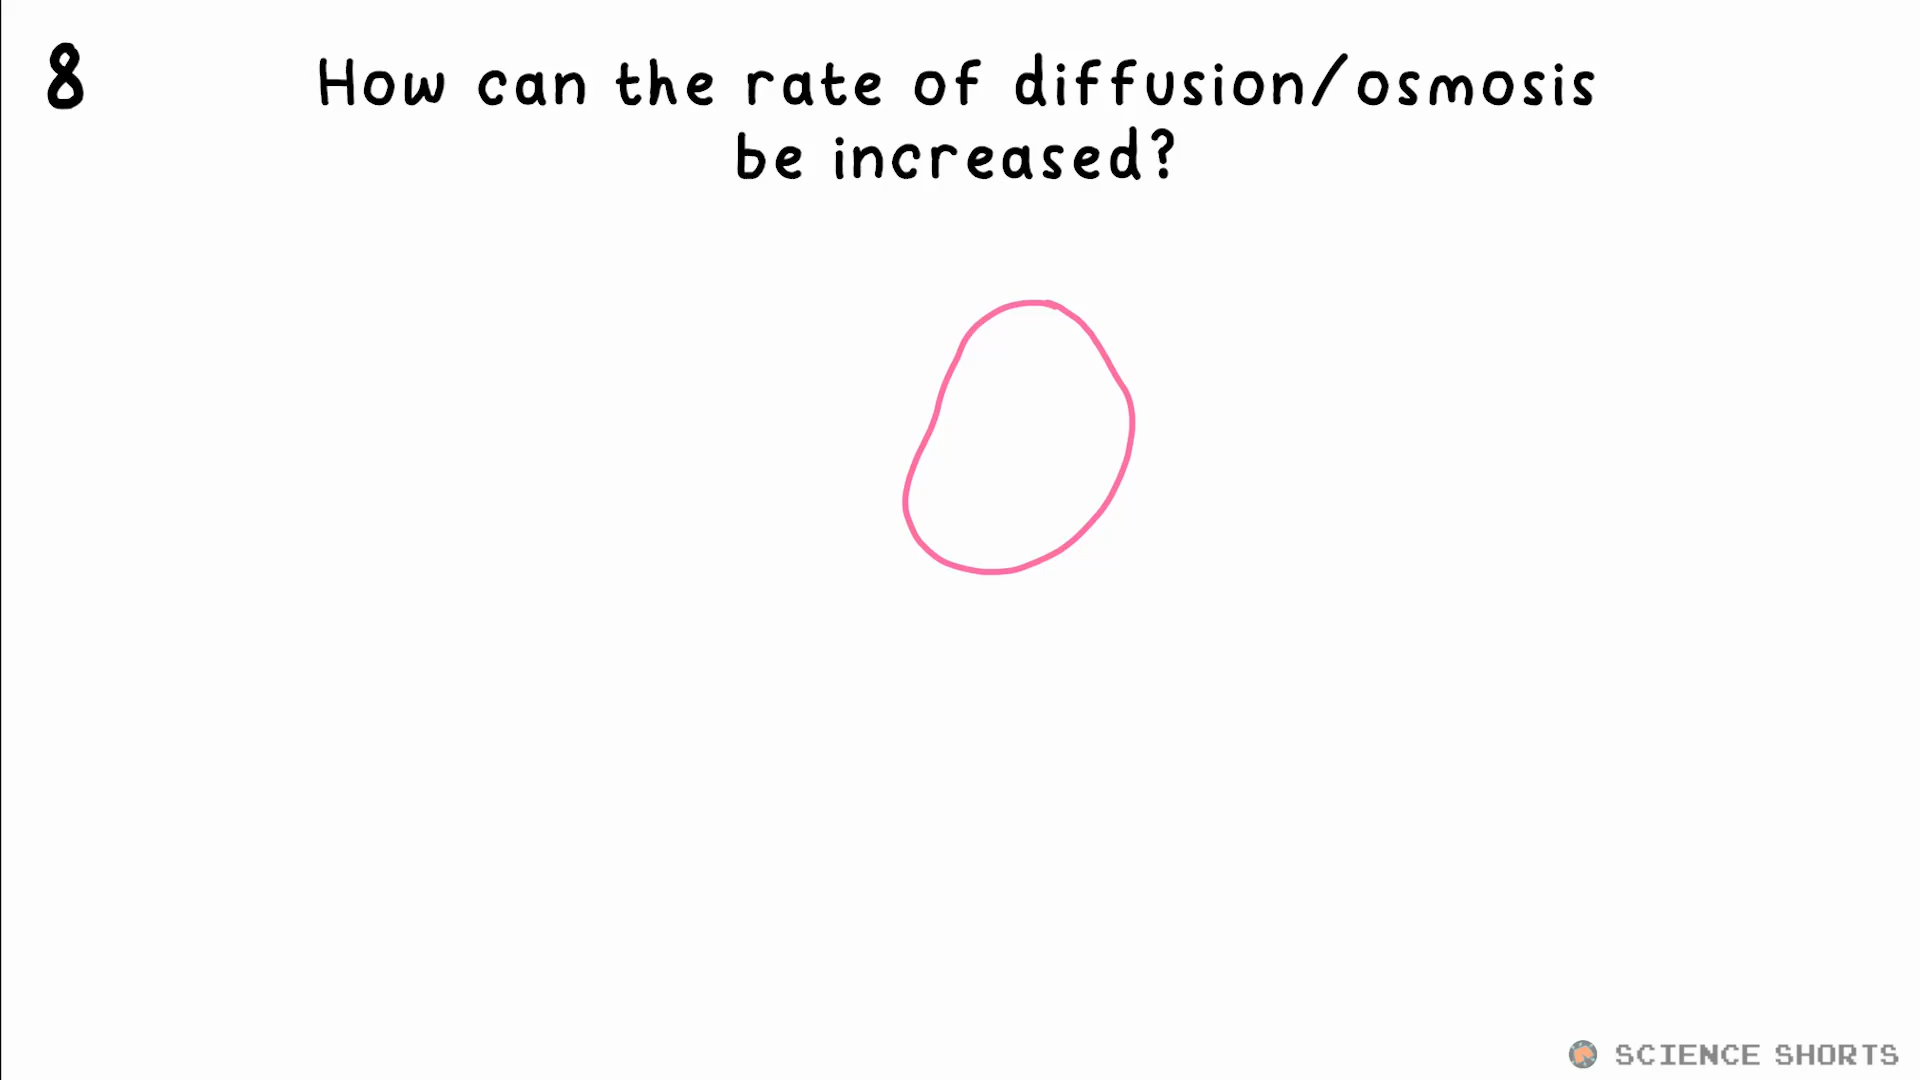 8
How can the rate of diffusion/osmosis
be increased?
SCIENCE SHORTS